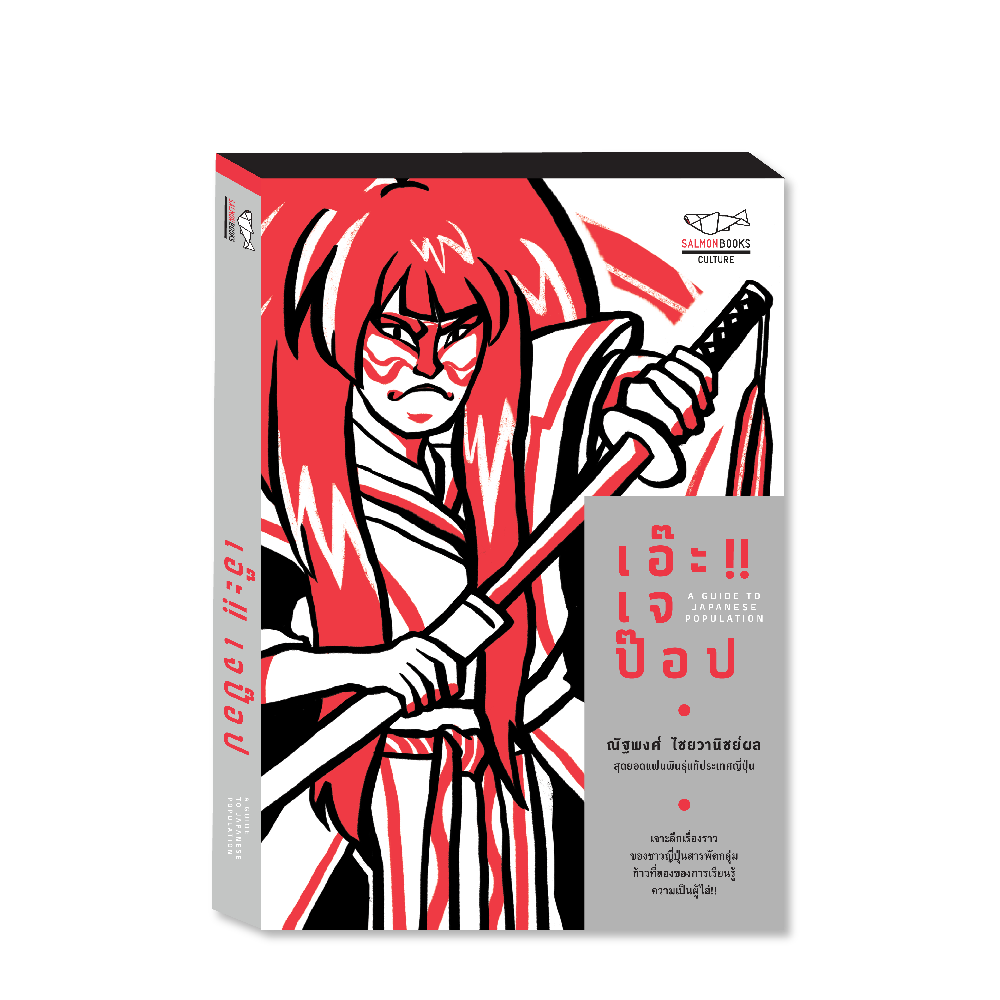 SALMONBOOKS
CULTURE
เอ๊ะ!!
เจ
ป๊อป
A GUIDE TO
JAPANESE
POPULATION
ณัฐพงศ์ ไชยวานิชย์ผล
สุดยอดแฟนพันธุ์แท้ประเทศญี่ปุ่น
เจาะลึกเรื่องราว
ของชาวญี่ปุ่นสารพัดกลุ่ม
ก้าวที่สองของการเรียนรู้
ความเป็นผู้ไส่!!
SALMONBOOKS
เอ๊ะ!! เจป๊อป
A GUIDE
TO JAPANESE
POPULATION